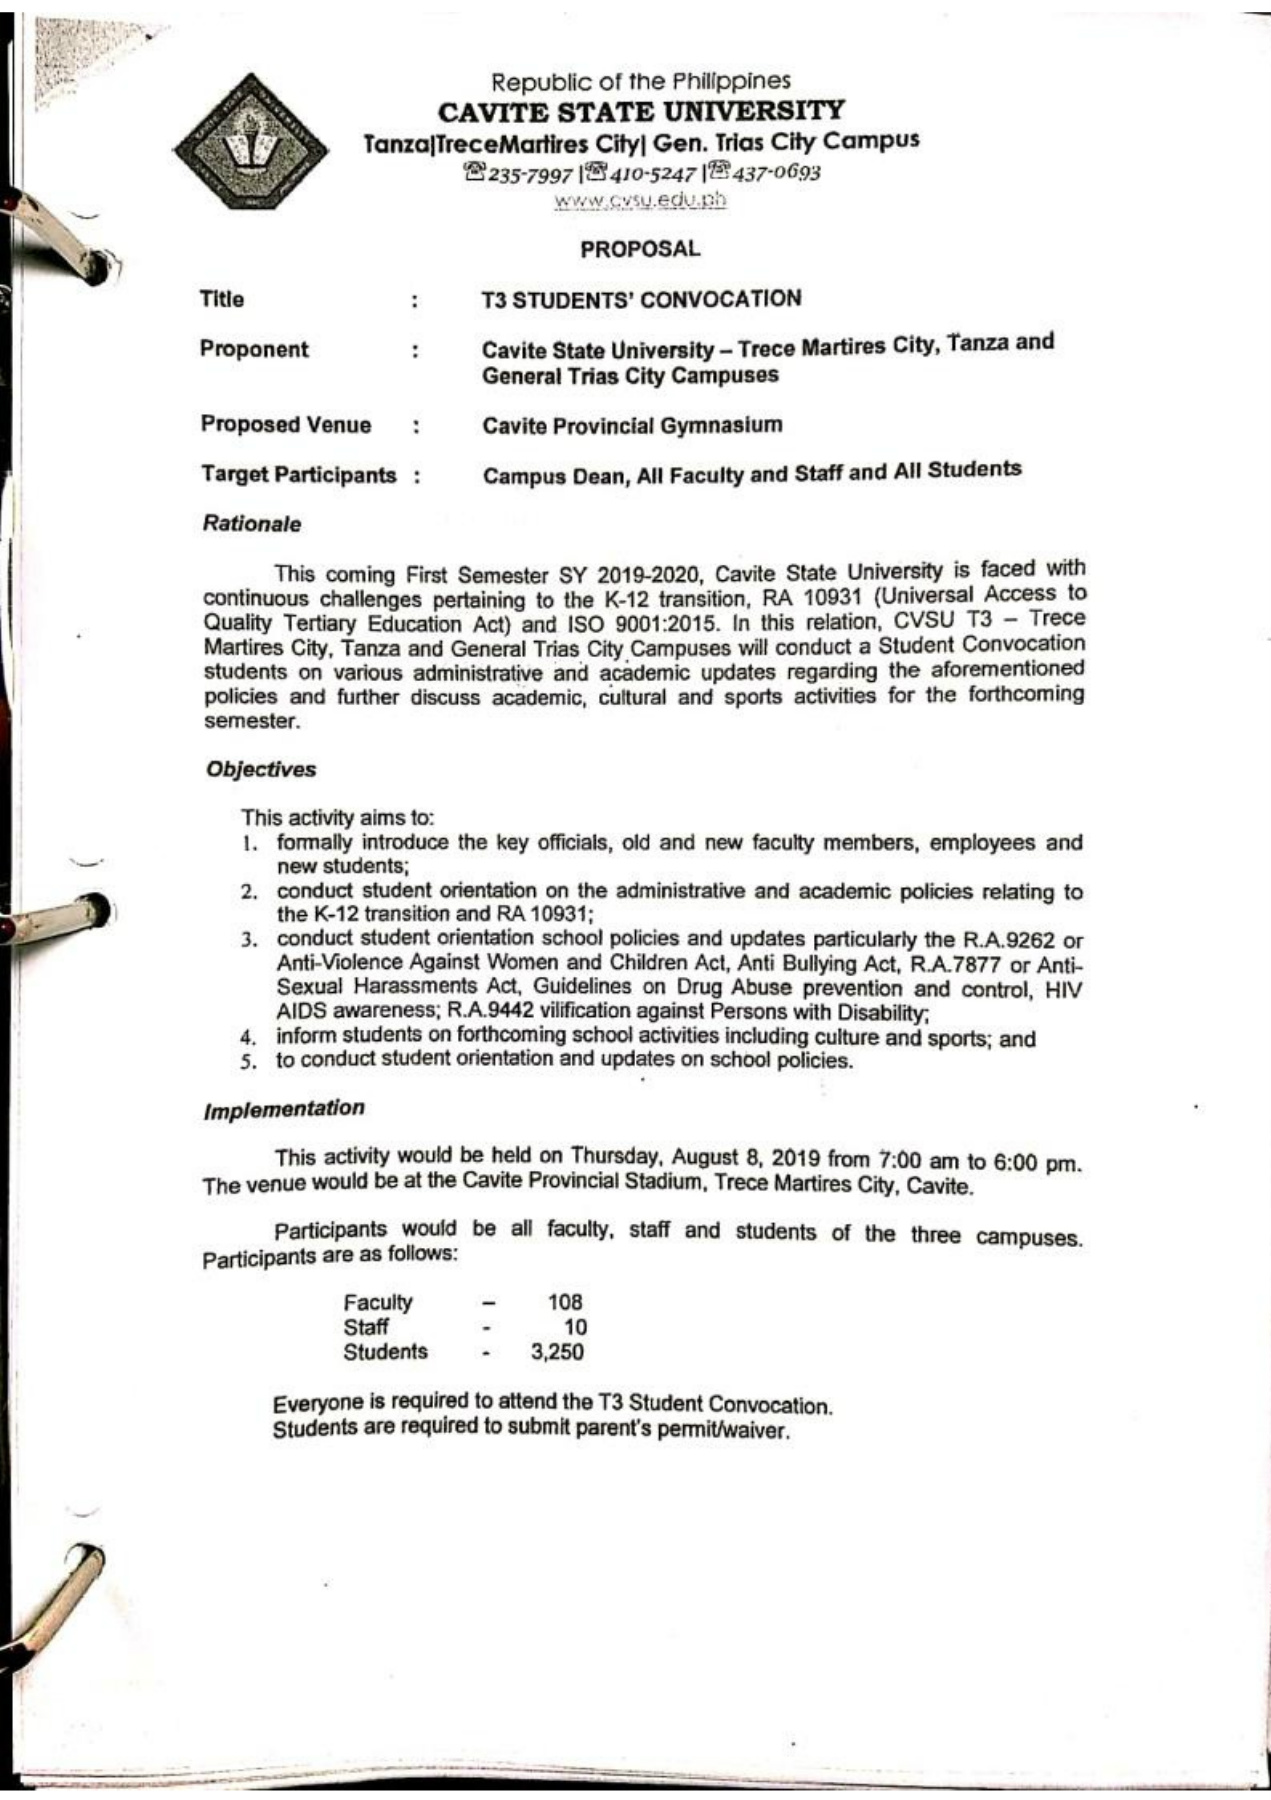 Republic of the Philippines
CAVITE STATE UNIVERSITY
Tanza|TreceMartires City| Gen. Trias City Campus
☎235-7997 |☎410-5247 |☎437-0693
www.cvsu.edu.ph
PROPOSAL
Title : T3 STUDENTS' CONVOCATION
Proponent : Cavite State University – Trece Martires City, Tanza and
General Trias City Campuses
Proposed Venue : Cavite Provincial Gymnasium
Target Participants : Campus Dean, All Faculty and Staff and All Students
Rationale
This coming First Semester SY 2019-2020, Cavite State University is faced with
continuous challenges pertaining to the K-12 transition, RA 10931 (Universal Access to
Quality Tertiary Education Act) and ISO 9001:2015. In this relation, CVSU T3 – Trece
Martires City, Tanza and General Trias City Campuses will conduct a Student Convocation
students on various administrative and academic updates regarding the aforementioned
policies and further discuss academic, cultural and sports activities for the forthcoming
semester.
Objectives
This activity aims to:
1. formally introduce the key officials, old and new faculty members, employees and
new students;
2. conduct student orientation on the administrative and academic policies relating to
the K-12 transition and RA 10931;
3. conduct student orientation school policies and updates particularly the R.A.9262 or
Anti-Violence Against Women and Children Act, Anti Bullying Act, R.A.7877 or Anti-
Sexual Harassments Act, Guidelines on Drug Abuse prevention and control, HIV
AIDS awareness; R.A.9442 vilification against Persons with Disability;
4. inform students on forthcoming school activities including culture and sports; and
5. to conduct student orientation and updates on school policies.
Implementation
This activity would be held on Thursday, August 8, 2019 from 7:00 am to 6:00 pm.
The venue would be at the Cavite Provincial Stadium, Trece Martires City, Cavite.
Participants would be all faculty, staff and students of the three campuses.
Participants are as follows:
Faculty – 108
Staff - 10
Students - 3,250
Everyone is required to attend the T3 Student Convocation.
Students are required to submit parent's permit/waiver.